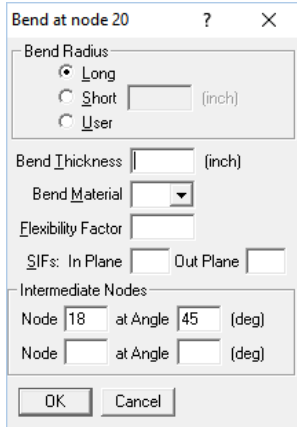 Bend at node 20 ? ×
Bend Radius
Long
Short (inch)
User
Bend Thickness (inch)
Bend Material
Flexibility Factor
SIFs: In Plane Out Plane
Intermediate Nodes
Node 18 at Angle 45 (deg)
Node at Angle (deg)
OK Cancel